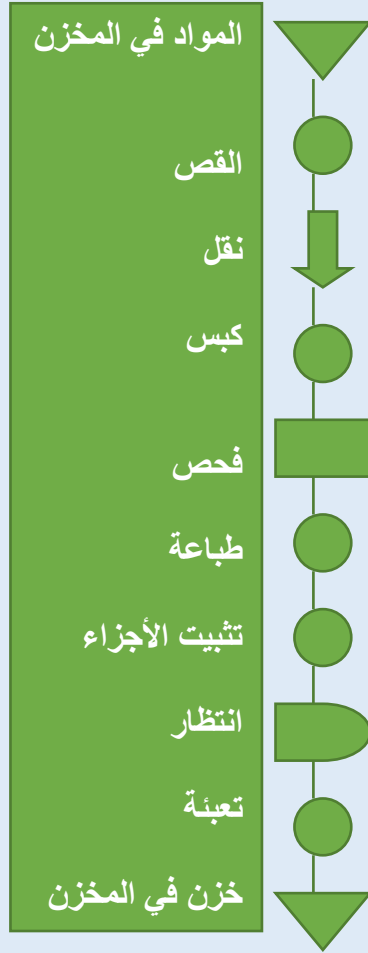 المواد في المخزن
القص
نقل
كبس
فحص
طباعة
تثبيت الأجزاء
انتظار
تعبئة
خزن في المخزن